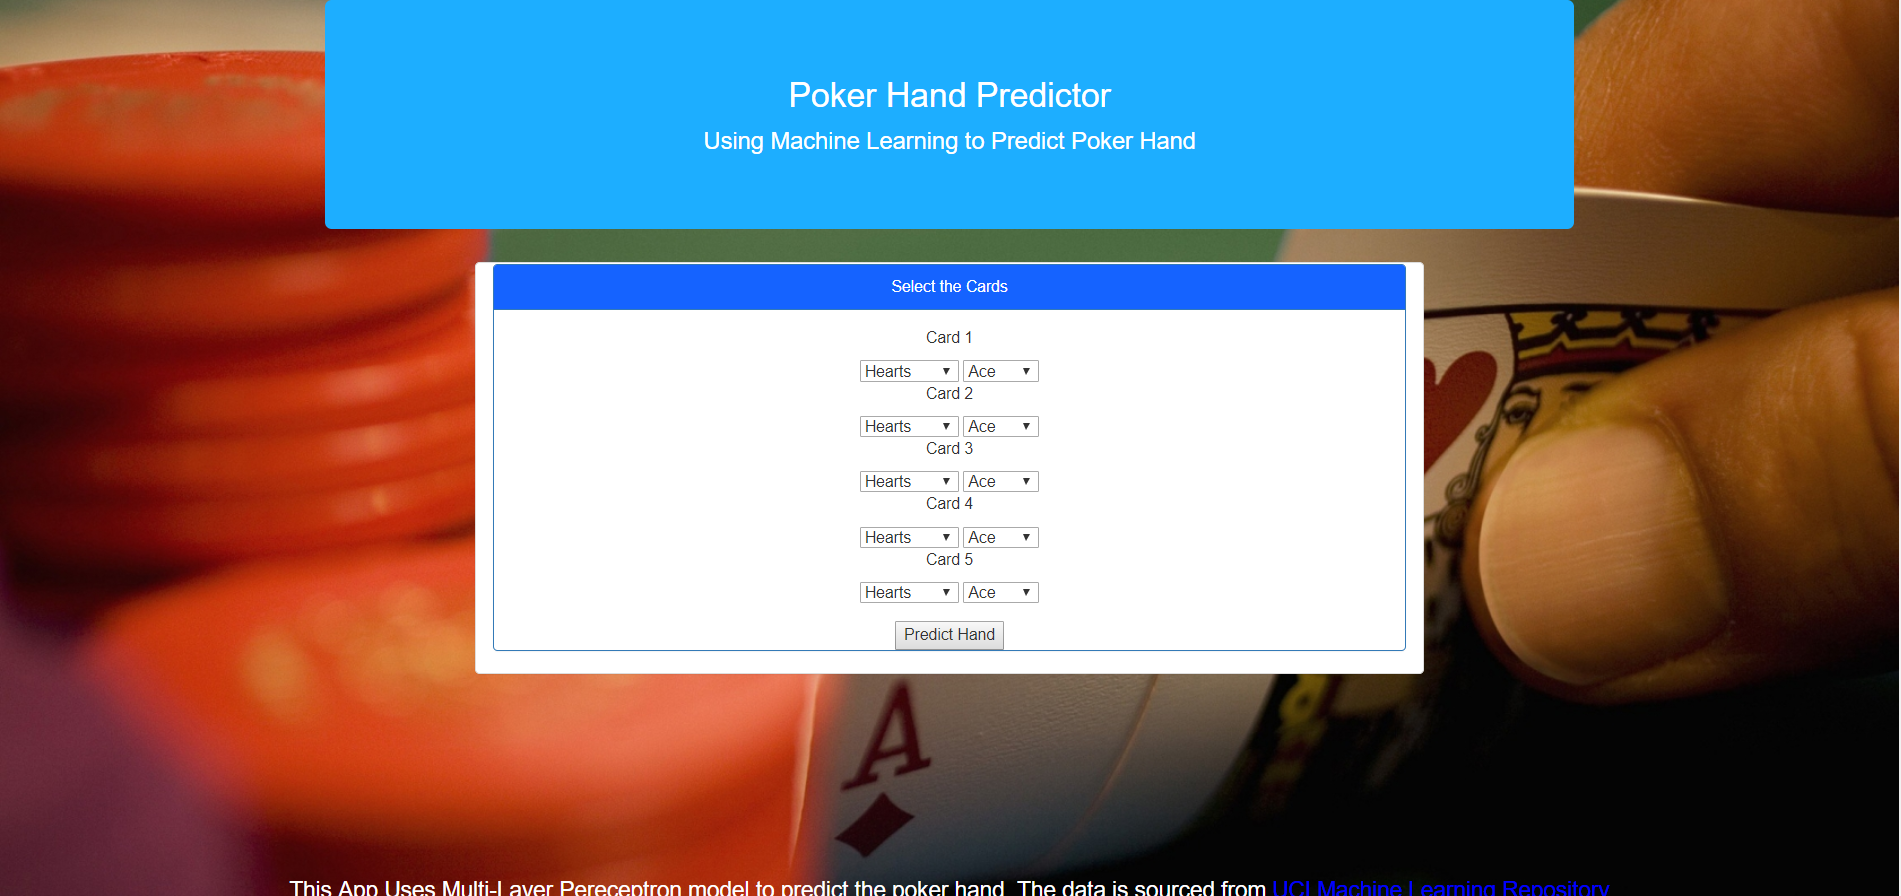 Poker Hand Predictor
Using Machine Learning to Predict Poker Hand
Select the Cards
Card 1
Hearts Ace
Card 2
Hearts Ace
Card 3
Hearts Ace
Card 4
Hearts Ace
Card 5
Hearts Ace
Predict Hand
A
This App Uses Multi-Layer Pereceptron model to predict the poker hand. The data is sourced from UCI Machine Learning Repository